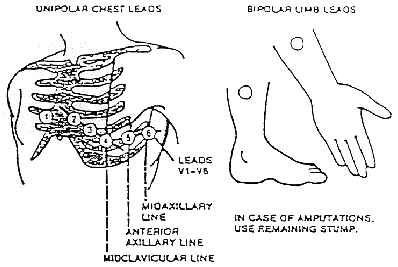 UNIPOLAR CHEST LEADS
BIPOLAR LIMB LEADS
1
2
3
4
5
6
LEADS
V1-V6
MIDAXILLARY
LINE
ANTERIOR
AXILLARY LINE
MIDCLAVICULAR LINE
IN CASE OF AMPUTATIONS,
USE REMAINING STUMP.